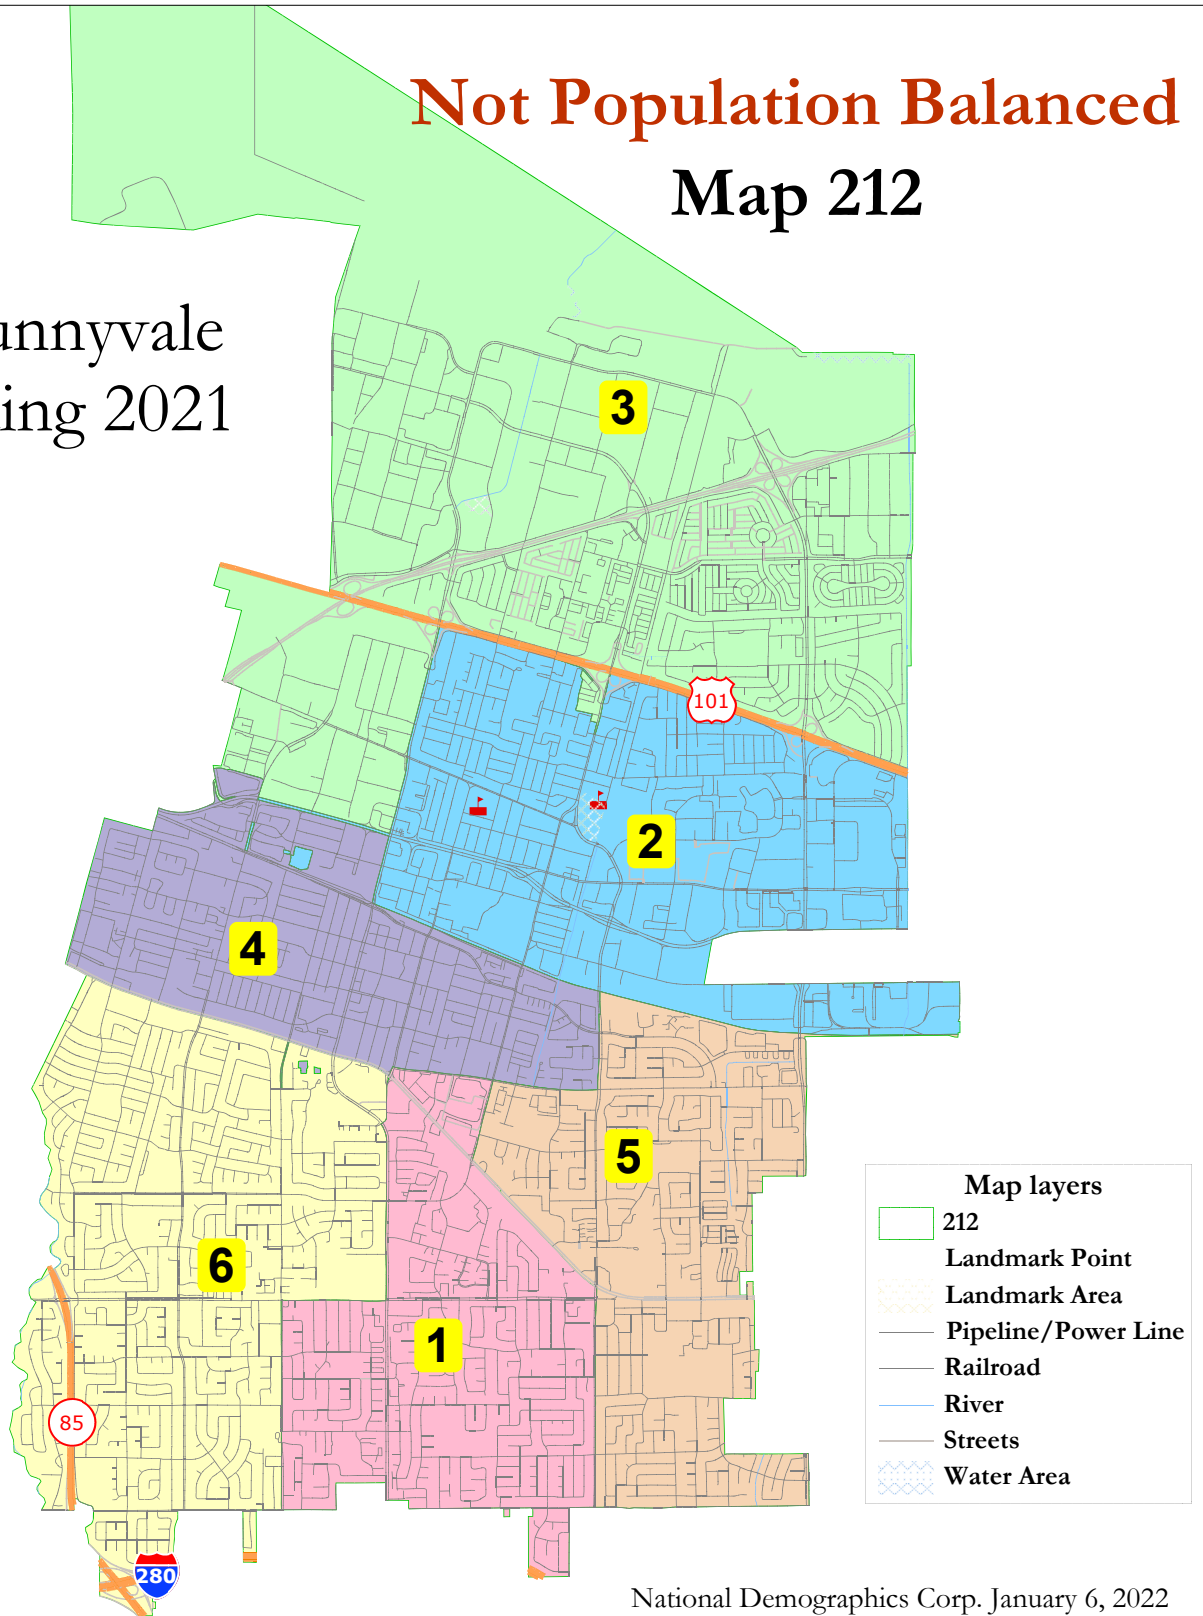 Not Population Balanced
Map 212
unnyvale
ing 2021
3
101
2
4
5
6
1
85
280
Map layers
212
Landmark Point
Landmark Area
Pipeline/Power Line
Railroad
River
Streets
Water Area
National Demographics Corp. January 6, 2022